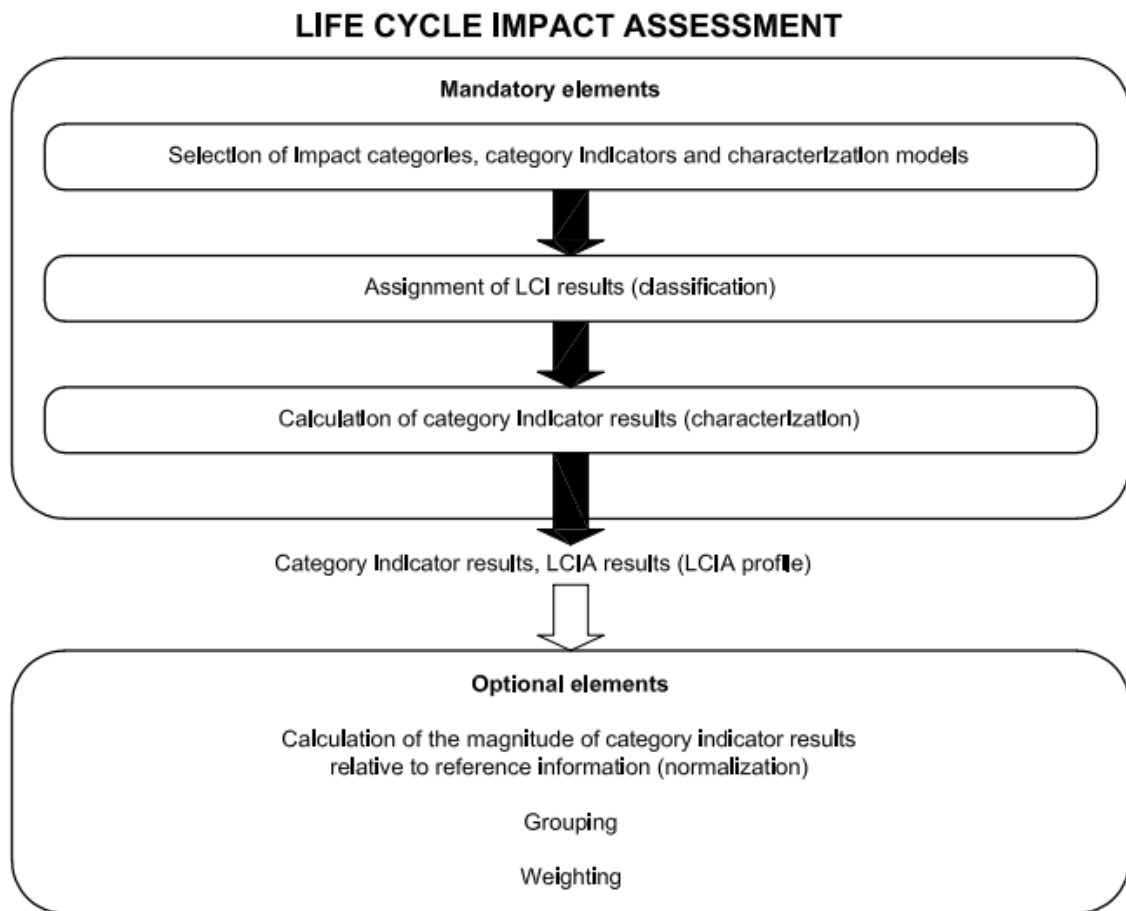 LIFE CYCLE IMPACT ASSESSMENT
Mandatory elements
Selection of impact categories, category indicators and characterization models
Assignment of LCI results (classification)
Calculation of category indicator results (characterization)
Category indicator results, LCIA results (LCIA profile)
Optional elements
Calculation of the magnitude of category indicator results
relative to reference information (normalization)
Grouping
Weighting